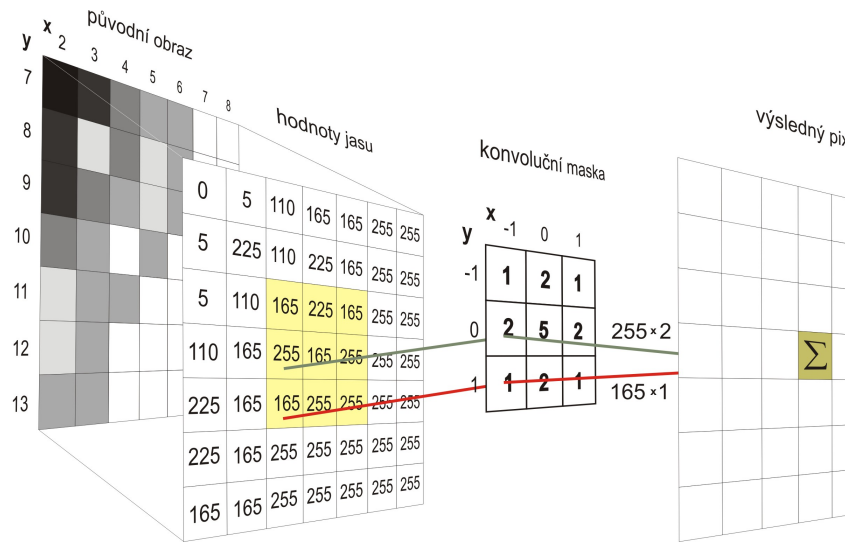 původní obraz
x 2 3 4 5 6 7 8
y
7
8
9
10
11
12
13
hodnoty jasu
0 5 110 165 165 255 255
5 225 110 225 165 255 255
5 110 165 225 165 255 255
110 165 255 165 255 255 255
225 165 165 255 255 255 255
225 165 255 255 255 255 255
165 165 255 255 255 255 255
konvoluční maska
x -1 0 1
y
-1 1 2 1
0 2 5 2
1 1 2 1
255×2
165×1
výsledný pix
Σ